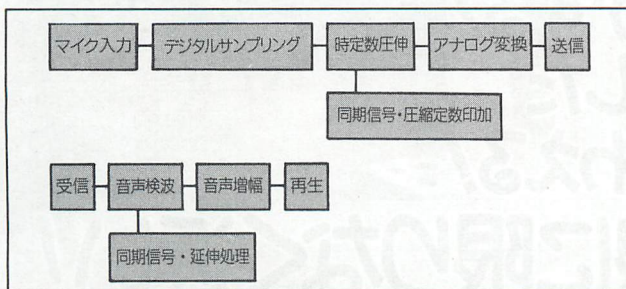 マイク入力 デジタルサンプリング 時定数圧伸 アナログ変換 送信
同期信号・圧縮定数印加
受信 音声検波 音声増幅 再生
同期信号・延伸処理